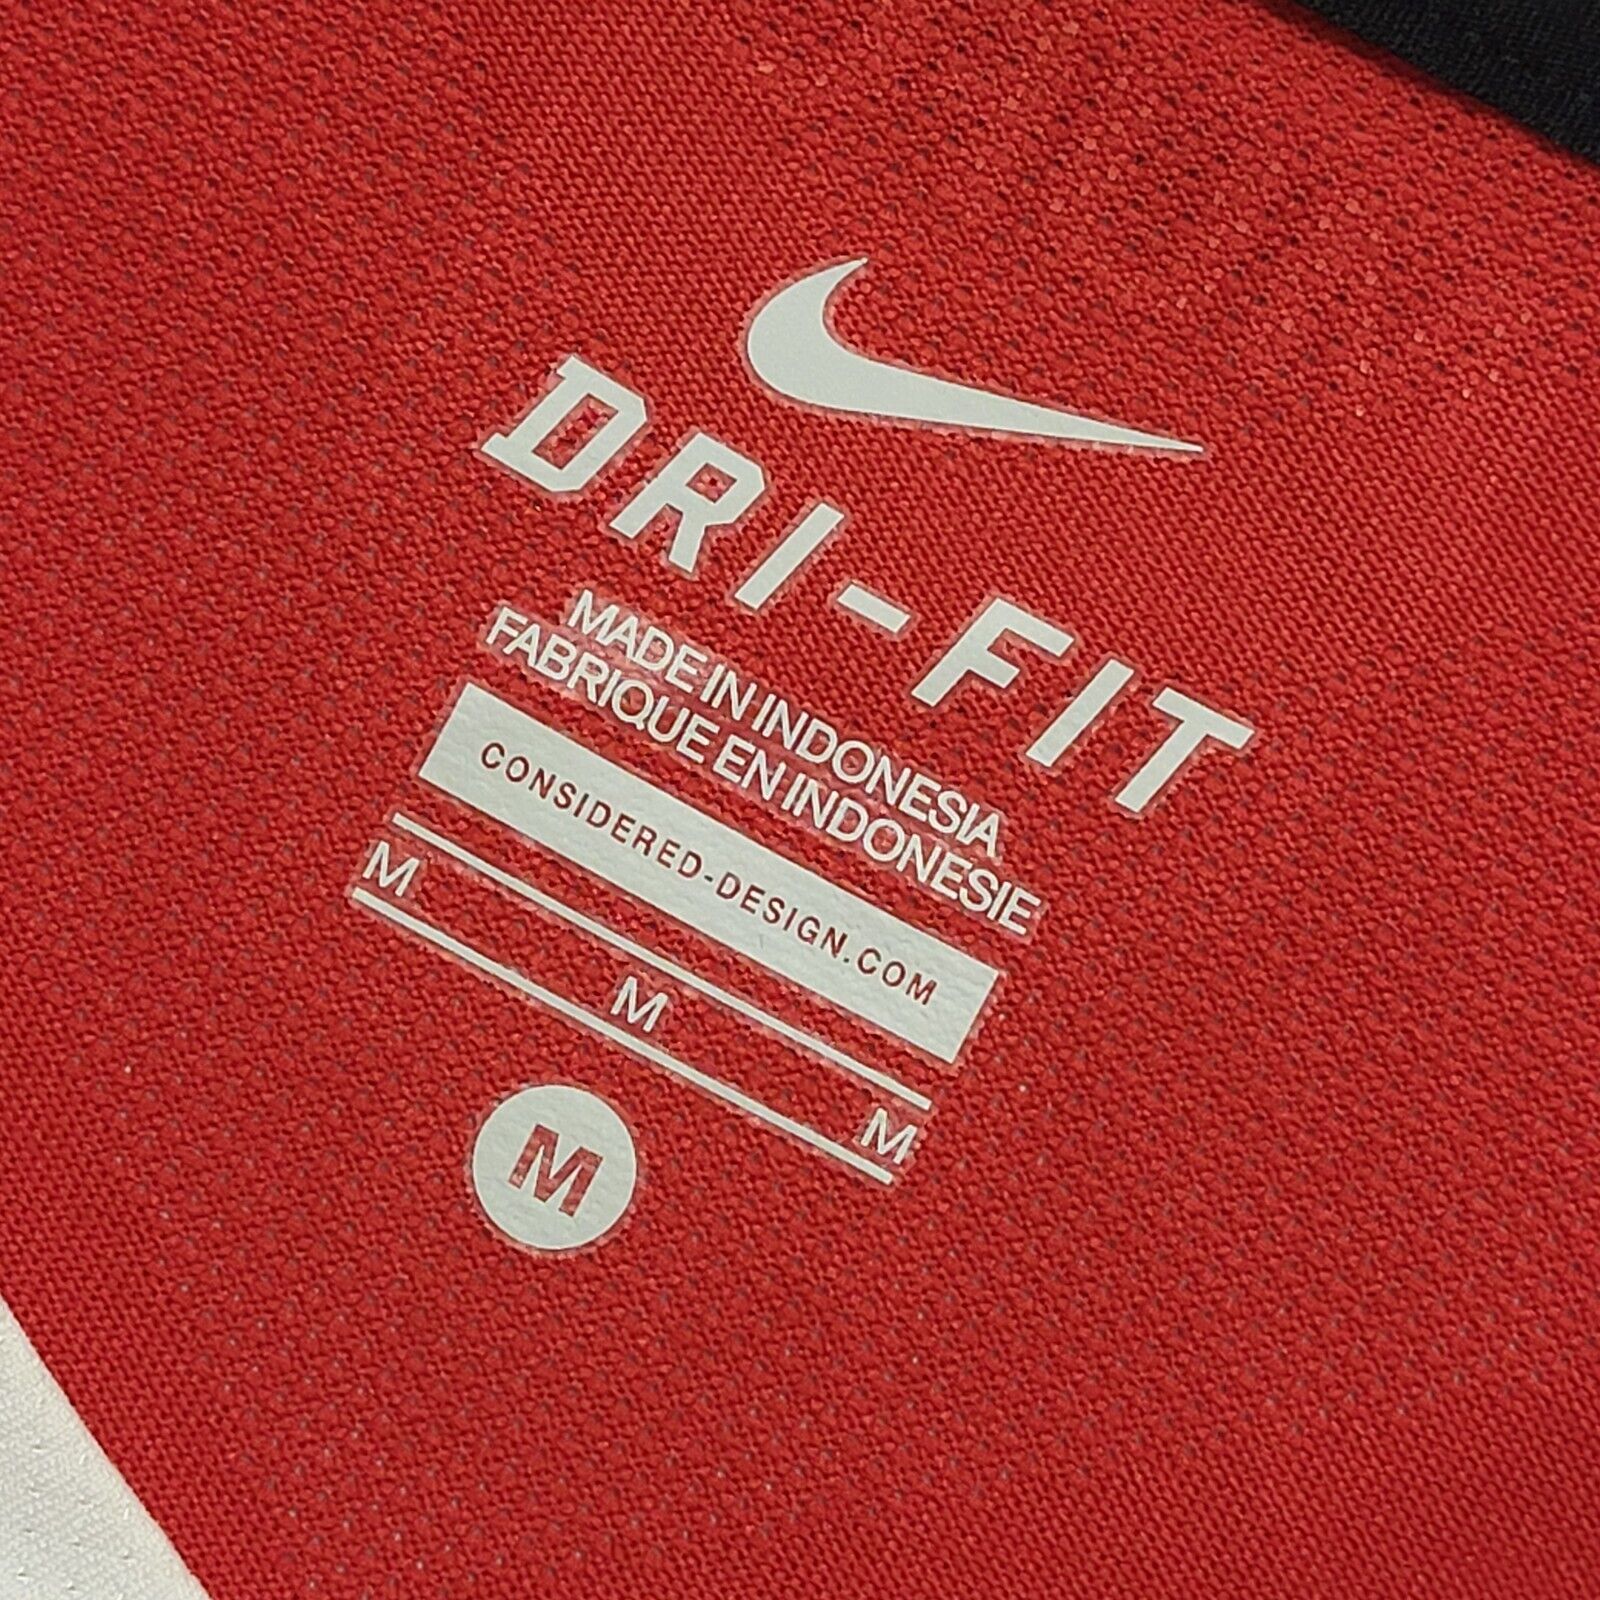 DRI-FIT
MADE IN INDONESIA
FABRIQUE EN INDONESIE
CONSIDERED-DESIGN.COM
M M M
M